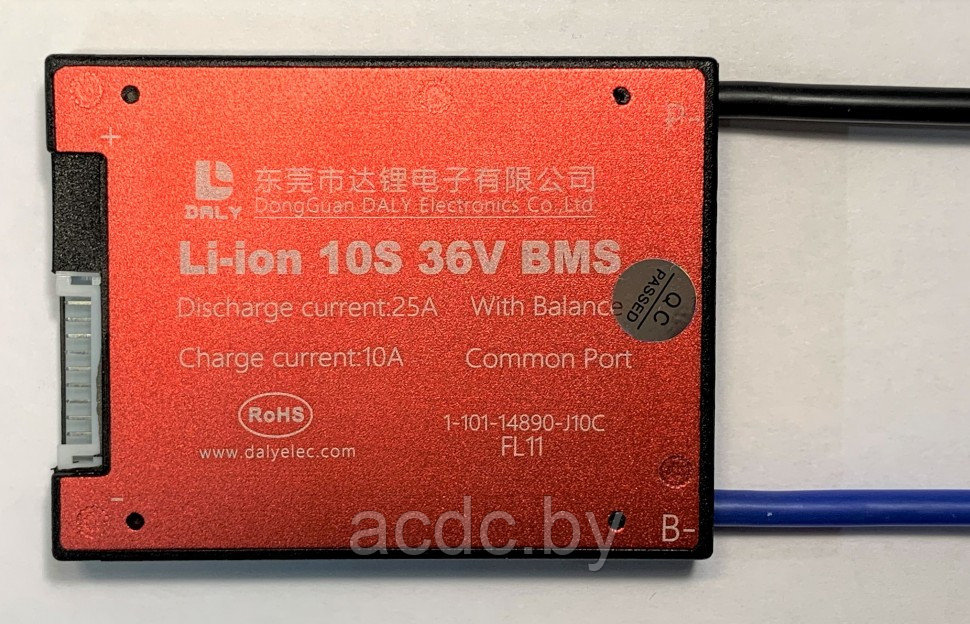 +
P-
东莞市达锂电子有限公司
DALY DongGuan DALY Electronics Co.,Ltd
Li-ion 10S 36V BMS
Discharge current:25A With Balance
QC PASSED
Charge current:10A Common Port
RoHS
1-101-14890-J10C
www.dalyelec.com
FL11
-
acdc.by
B-